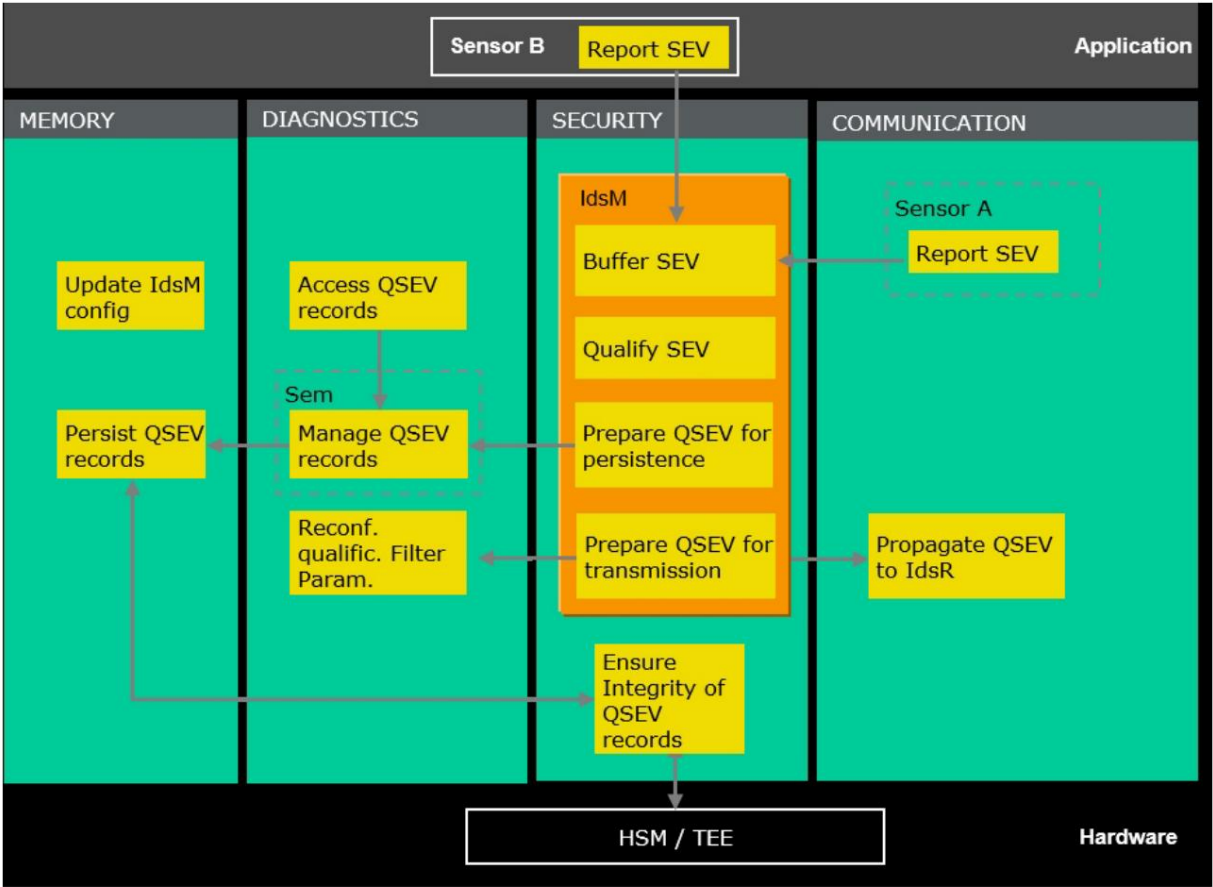 Sensor B
Report SEV
Application
MEMORY
DIAGNOSTICS
SECURITY
COMMUNICATION
IdsM
Sensor A
Buffer SEV
Report SEV
Update IdsM
config
Access QSEV
records
Qualify SEV
Sem
Persist QSEV
records
Manage QSEV
records
Prepare QSEV for
persistence
Reconf.
qualific. Filter
Param.
Prepare QSEV for
transmission
Propagate QSEV
to IdsR
Ensure
Integrity of
QSEV
records
HSM / TEE
Hardware